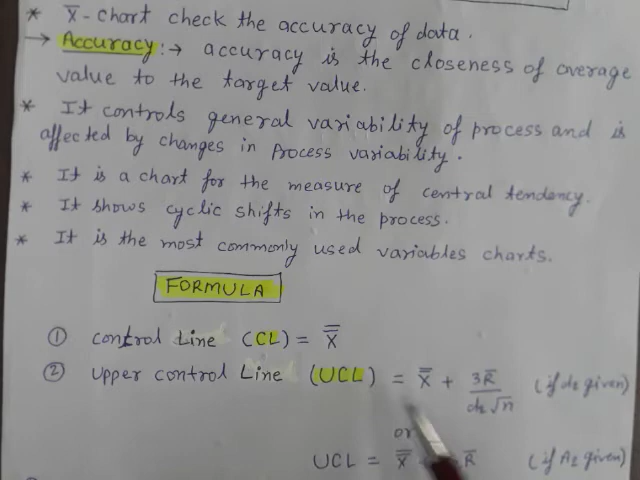 * X̄ - chart check the accuracy of data.
→ Accuracy :→ accuracy is the closeness of average
value to the target value.
* It controls general variability of process and is
affected by changes in Process variability.
* It is a chart for the measure of central tendency.
* It shows cyclic shifts in the process.
* It is the most commonly used variables charts.
FORMULA
① control Line (CL) = X̿
② Upper control Line (UCL) = X̿ + 3R̄ / d₂√n (if d₂ given)
or
UCL = X̿ R̄ (if A₂ given)